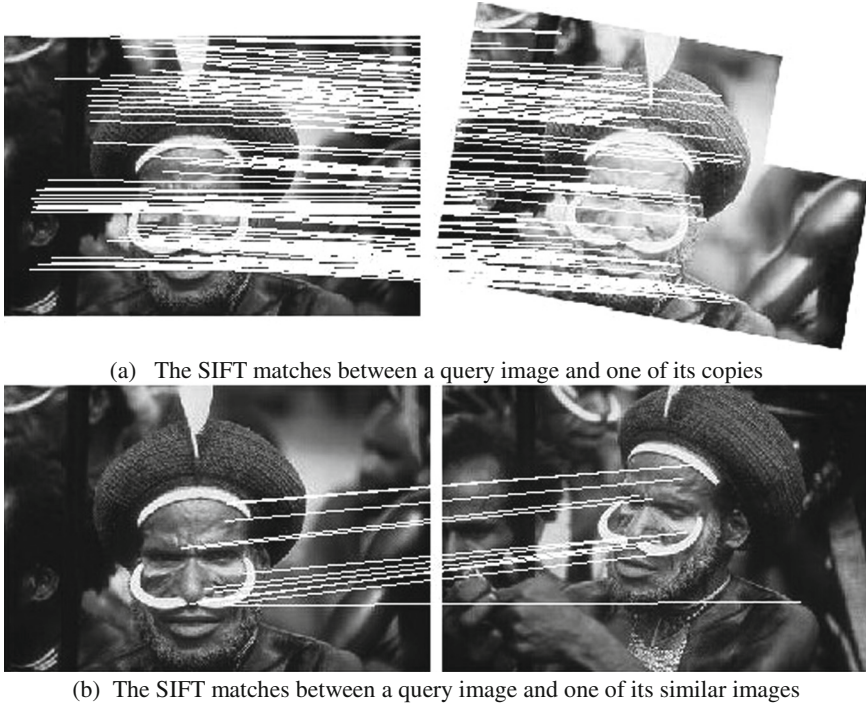 (a) The SIFT matches between a query image and one of its copies
(b) The SIFT matches between a query image and one of its similar images